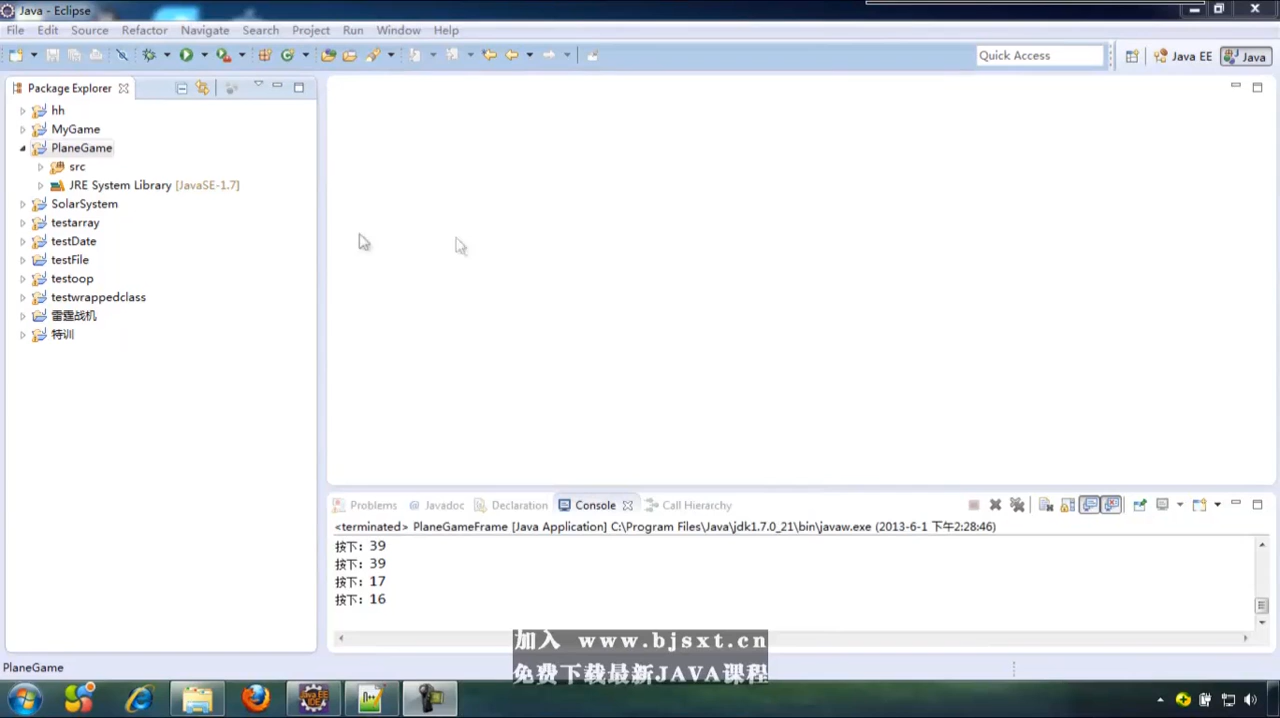 Java - Eclipse
File Edit Source Refactor Navigate Search Project Run Window Help
Quick Access
Java EE
Java
Package Explorer
hh
MyGame
PlaneGame
src
JRE System Library [JavaSE-1.7]
SolarSystem
testarray
testDate
testFile
testoop
testwrappedclass
雷霆战机
特训
Problems @ Javadoc Declaration Console Call Hierarchy
<terminated> PlaneGameFrame [Java Application] C:\Program Files\Java\jdk1.7.0_21\bin\javaw.exe (2013-6-1 下午2:28:46)
按下：39
按下：39
按下：17
按下：16
加入 www.bjsxt.cn
免费下载最新JAVA课程
PlaneGame
Java EE
IDE
n++